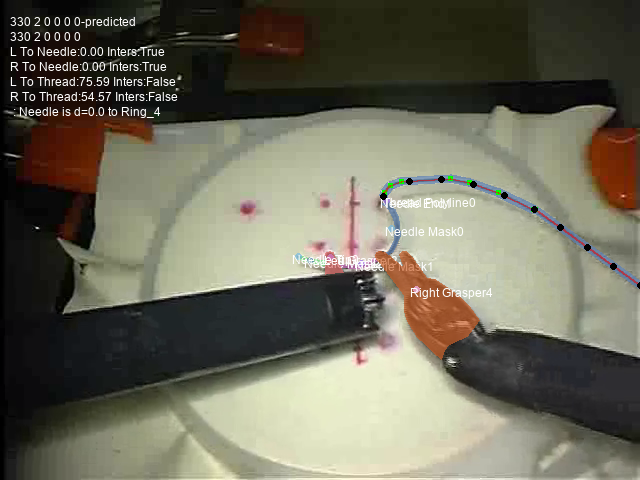 330 2 0 0 0 0-predicted
330 2 0 0 0 0
L To Needle:0.00 Inters:True
R To Needle:0.00 Inters:True
L To Thread:75.59 Inters:False
R To Thread:54.57 Inters:False
: Needle is d=0.0 to Ring_4
Needle Mask0
Needle Mask1
Right Grasper4